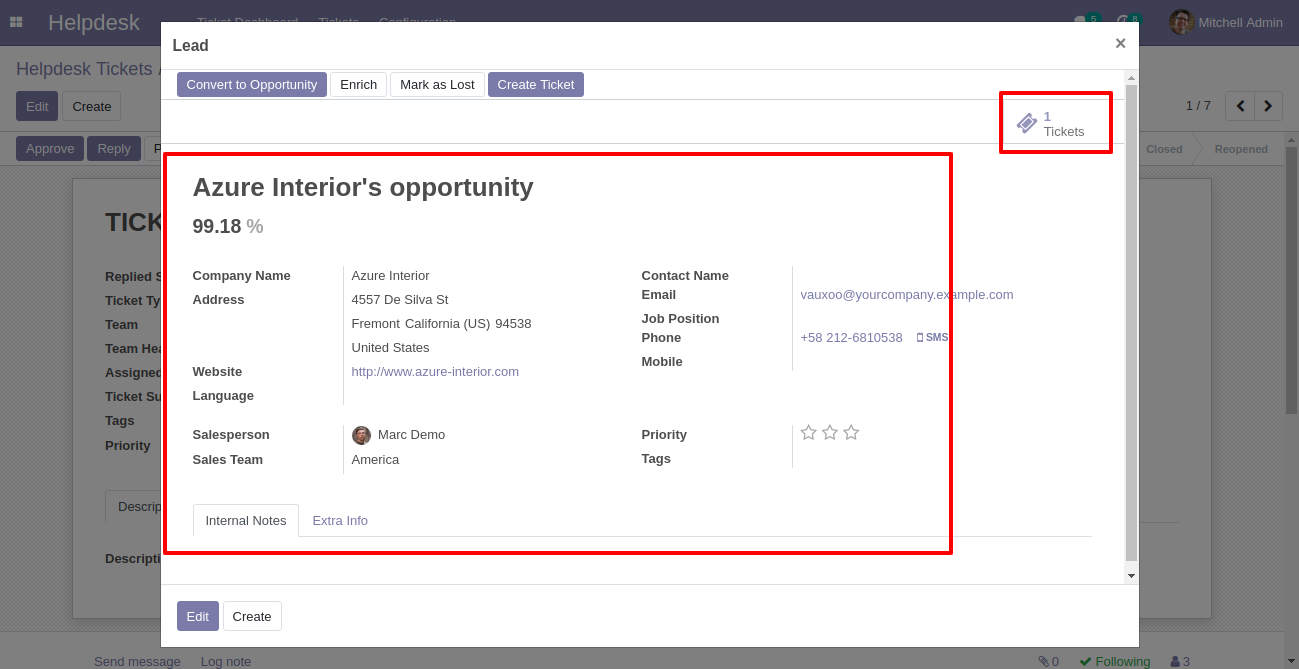 Helpdesk Ticket Dashboard Tickets Configuration 5 8 Mitchell Admin
Lead ×
Helpdesk Tickets /
Convert to Opportunity Enrich Mark as Lost Create Ticket
Edit Create 1 / 7
1
Tickets
Approve Reply Closed Reopened
Azure Interior's opportunity
TICK
99.18 %
Replied S
Company Name Azure Interior Contact Name
Email vauxoo@yourcompany.example.com
Ticket Ty
Address 4557 De Silva St
Team
Fremont California (US) 94538 Job Position
Phone +58 212-6810538 SMS
Team Hea
United States
Mobile
Assigned
Website http://www.azure-interior.com
Ticket Su
Language
Tags
Salesperson Marc Demo Priority
Priority
Sales Team America Tags
Descrip
Internal Notes Extra Info
Descripti
Edit Create
Send message Log note 0 Following 3